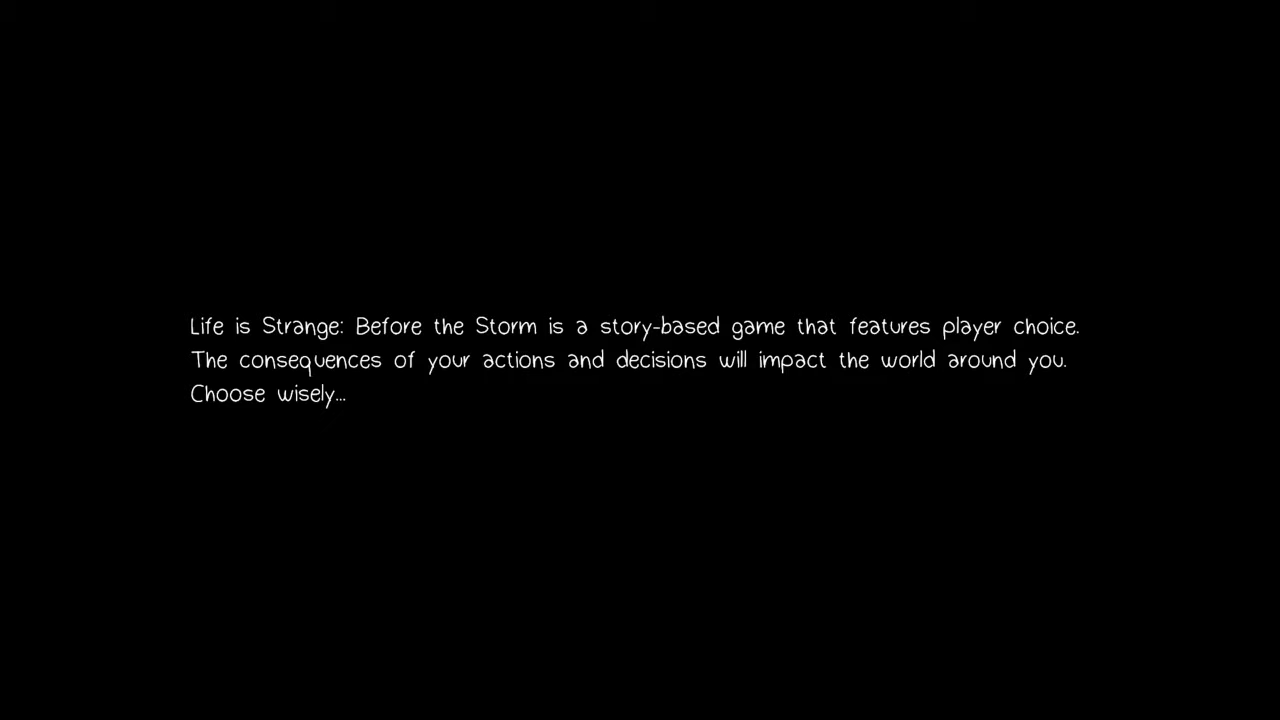 Life is Strange: Before the Storm is a story-based game that features player choice.
The consequences of your actions and decisions will impact the world around you.
Choose wisely...